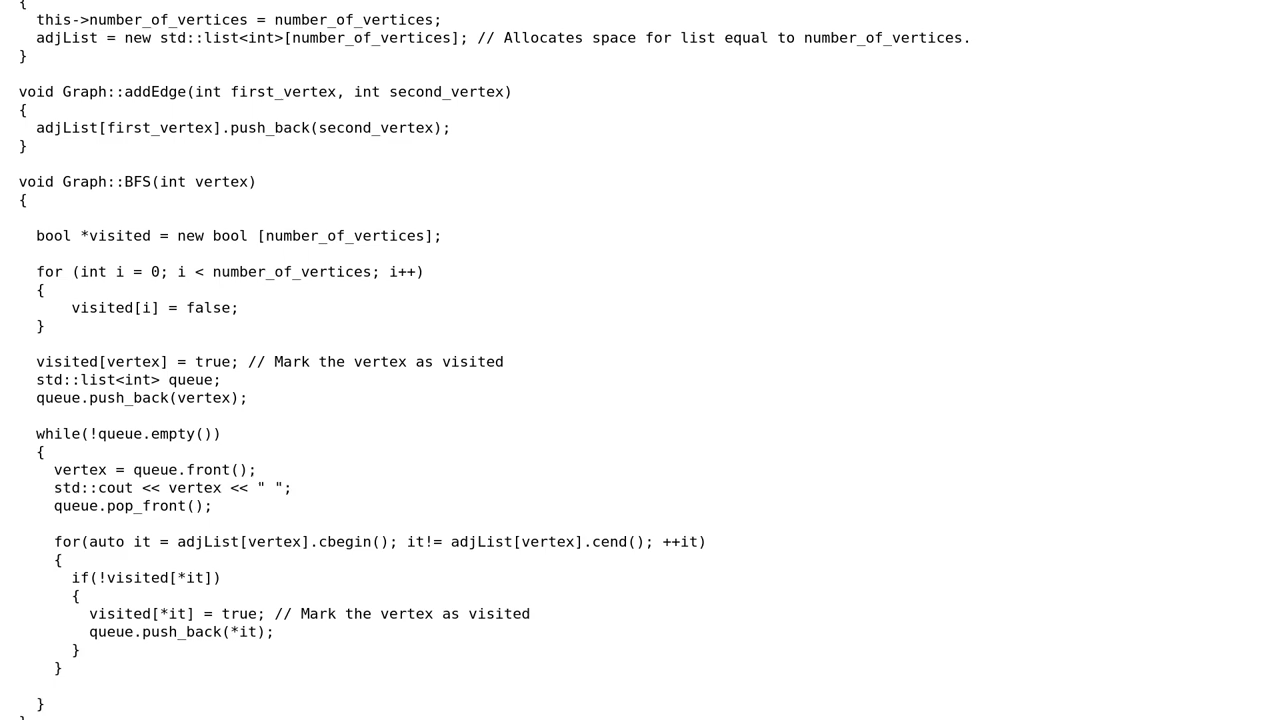 {
  this->number_of_vertices = number_of_vertices;
  adjList = new std::list<int>[number_of_vertices]; // Allocates space for list equal to number_of_vertices.
}

void Graph::addEdge(int first_vertex, int second_vertex)
{
  adjList[first_vertex].push_back(second_vertex);
}

void Graph::BFS(int vertex)
{

  bool *visited = new bool [number_of_vertices];

  for (int i = 0; i < number_of_vertices; i++)
  {
      visited[i] = false;
  }

  visited[vertex] = true; // Mark the vertex as visited
  std::list<int> queue;
  queue.push_back(vertex);

  while(!queue.empty())
  {
    vertex = queue.front();
    std::cout << vertex << " ";
    queue.pop_front();

    for(auto it = adjList[vertex].cbegin(); it!= adjList[vertex].cend(); ++it)
    {
      if(!visited[*it])
      {
        visited[*it] = true; // Mark the vertex as visited
        queue.push_back(*it);
      }
    }

  }
}